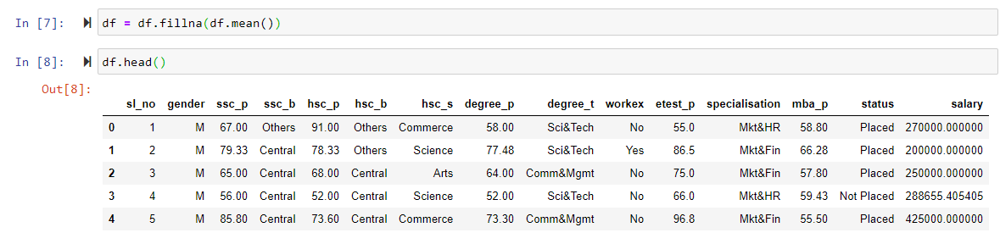 In [7]: df = df.fillna(df.mean())
In [8]: df.head()
Out[8]:
sl_no gender ssc_p ssc_b hsc_p hsc_b hsc_s degree_p degree_t workex etest_p specialisation mba_p status salary
0 1 M 67.00 Others 91.00 Others Commerce 58.00 Sci&Tech No 55.0 Mkt&HR 58.80 Placed 270000.000000
1 2 M 79.33 Central 78.33 Others Science 77.48 Sci&Tech Yes 86.5 Mkt&Fin 66.28 Placed 200000.000000
2 3 M 65.00 Central 68.00 Central Arts 64.00 Comm&Mgmt No 75.0 Mkt&Fin 57.80 Placed 250000.000000
3 4 M 56.00 Central 52.00 Central Science 52.00 Sci&Tech No 66.0 Mkt&HR 59.43 Not Placed 288655.405405
4 5 M 85.80 Central 73.60 Central Commerce 73.30 Comm&Mgmt No 96.8 Mkt&Fin 55.50 Placed 425000.000000